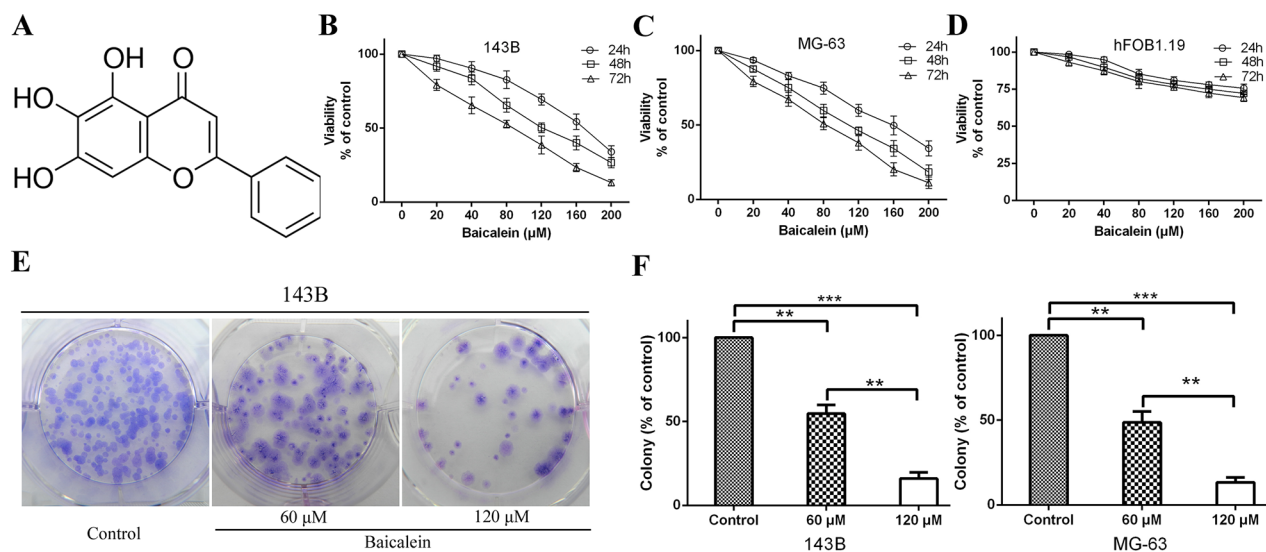 A
OH
O
HO
HO
O
B
143B
24h
48h
72h
Viability
% of control
100
50
0
0 20 40 80 120 160 200
Baicalein (μM)
C
MG-63
24h
48h
72h
Viability
% of control
100
50
0
0 20 40 80 120 160 200
Baicalein (μM)
D
hFOB1.19
24h
48h
72h
Viability
% of control
100
75
50
25
0
0 20 40 80 120 160 200
Baicalein (μM)
E
143B
Control
60 μM
120 μM
Baicalein
F
***
**
**
Colony (% of control)
100
50
0
Control 60 μM 120 μM
143B
***
**
**
Colony (% of control)
100
50
0
Control 60 μM 120 μM
MG-63